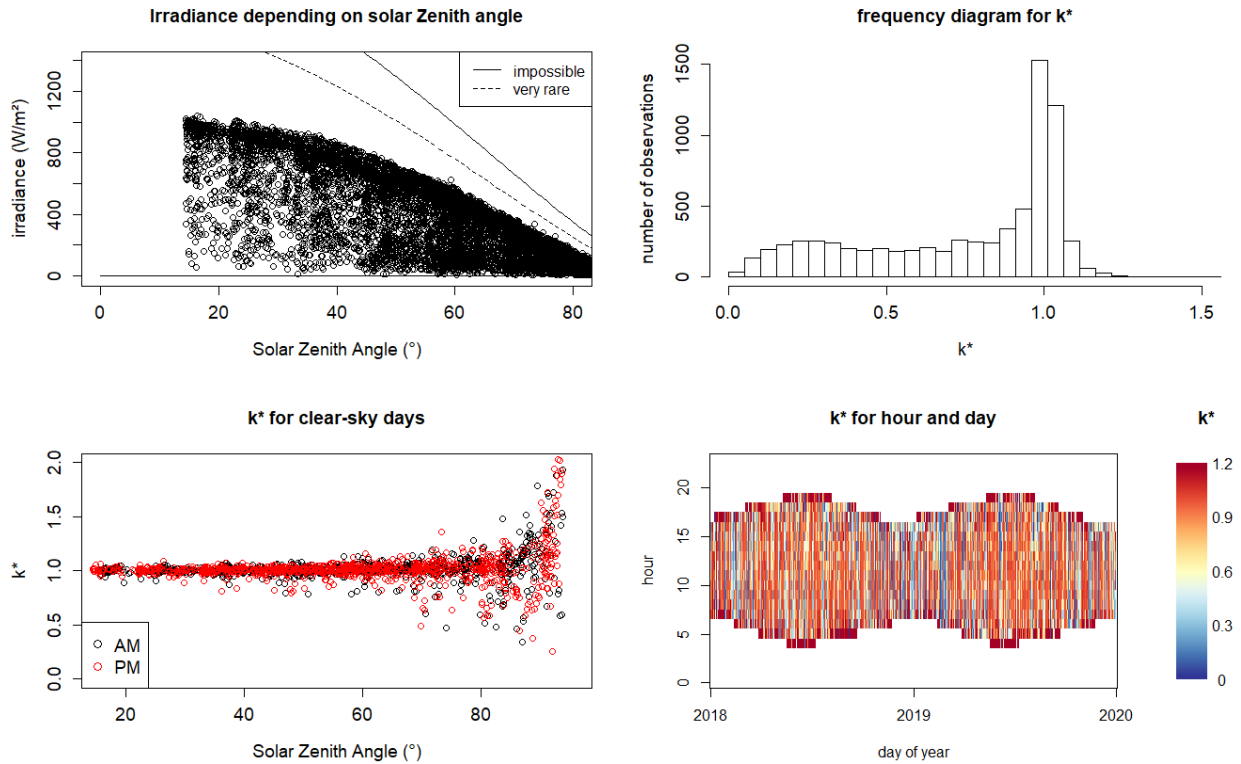 Irradiance depending on solar Zenith angle
irradiance (W/m²)
1200
800
400
0
impossible
very rare
0 20 40 60 80
Solar Zenith Angle (°)
frequency diagram for k*
number of observations
1500
1000
500
0
0.0 0.5 1.0 1.5
k*
k* for clear-sky days
k*
2.0
1.5
1.0
0.5
0.0
AM
PM
20 40 60 80
Solar Zenith Angle (°)
k* for hour and day
hour
20
15
10
5
0
2018 2019 2020
day of year
k*
1.2
0.9
0.6
0.3
0